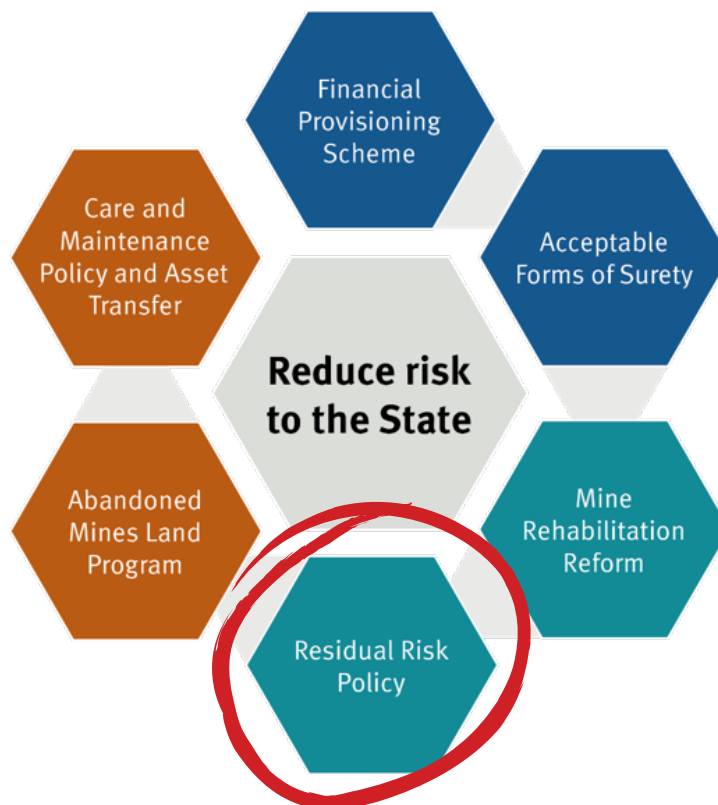 Financial
Provisioning
Scheme
Care and
Maintenance
Policy and Asset
Transfer
Acceptable
Forms of Surety
Reduce risk
to the State
Abandoned
Mines Land
Program
Mine
Rehabilitation
Reform
Residual Risk
Policy